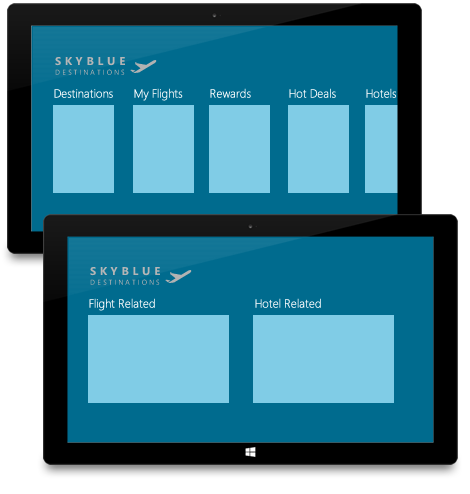 SKYBLUE
DESTINATIONS
Destinations My Flights Rewards Hot Deals Hotels
SKYBLUE
DESTINATIONS
Flight Related Hotel Related